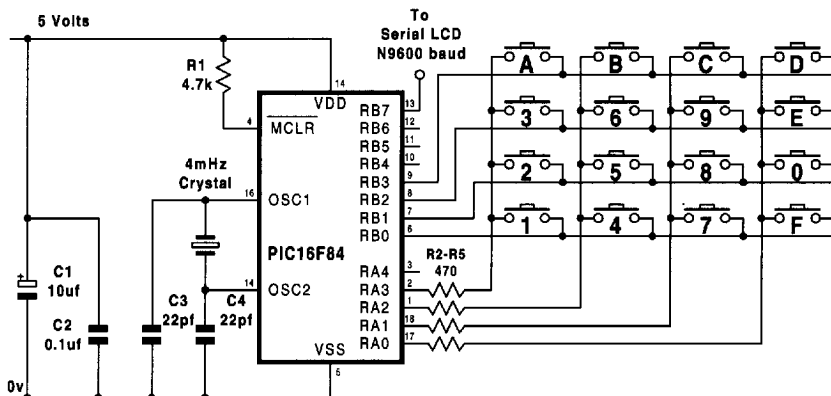 5 Volts
To
Serial LCD
N9600 baud
R1
4.7k
14
VDD
4
MCLR
RB7 13
RB6 12
RB5 11
RB4 10
RB3 9
RB2 8
RB1 7
RB0 6
A B C D
3 6 9 E
2 5 8 0
1 4 7 F
4mHz
Crystal
16
OSC1
PIC16F84
14
OSC2
R2-R5
470
RA4 3
RA3 2
RA2 1
RA1 18
RA0 17
+
C1
10uf
C2
0.1uf
C3
22pf
C4
22pf
VSS
5
0v